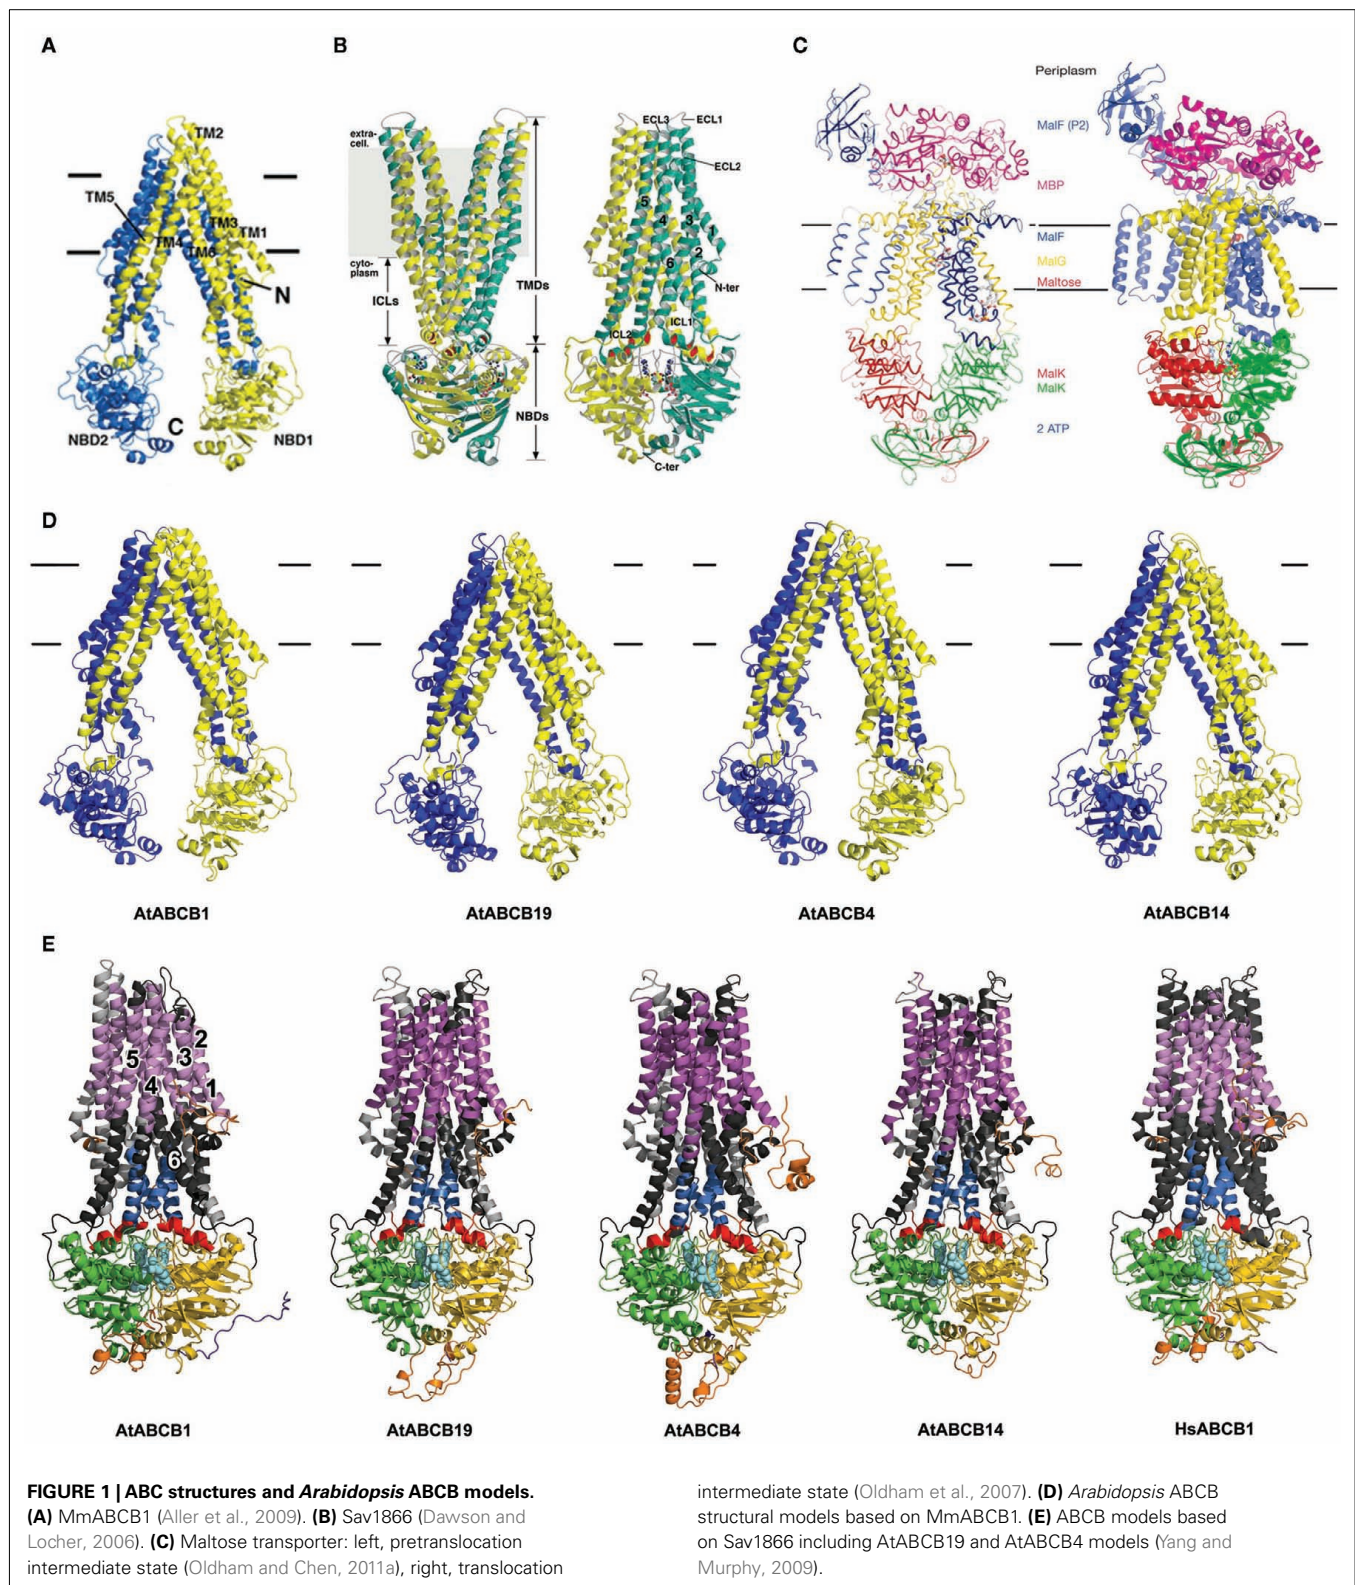 A
TM2
TM5
TM4
TM3
TM1
TM6
N
C
NBD2
NBD1
B
extra-
cell.
cyto-
plasm
ICLs
TMDs
NBDs
ECL3
ECL1
ECL2
5
4
3
1
2
6
N-ter
ICL2
ICL1
C-ter
C
Periplasm
MalF (P2)
MBP
MalF
MalG
Maltose
MalK
MalK
2 ATP
D
AtABCB1
AtABCB19
AtABCB4
AtABCB14
E
2
5
3
4
1
6
AtABCB1
AtABCB19
AtABCB4
AtABCB14
HsABCB1
FIGURE 1 | ABC structures and Arabidopsis ABCB models.
(A) MmABCB1 (Aller et al., 2009). (B) Sav1866 (Dawson and
Locher, 2006). (C) Maltose transporter: left, pretranslocation
intermediate state (Oldham and Chen, 2011a), right, translocation
intermediate state (Oldham et al., 2007). (D) Arabidopsis ABCB
structural models based on MmABCB1. (E) ABCB models based
on Sav1866 including AtABCB19 and AtABCB4 models (Yang and
Murphy, 2009).